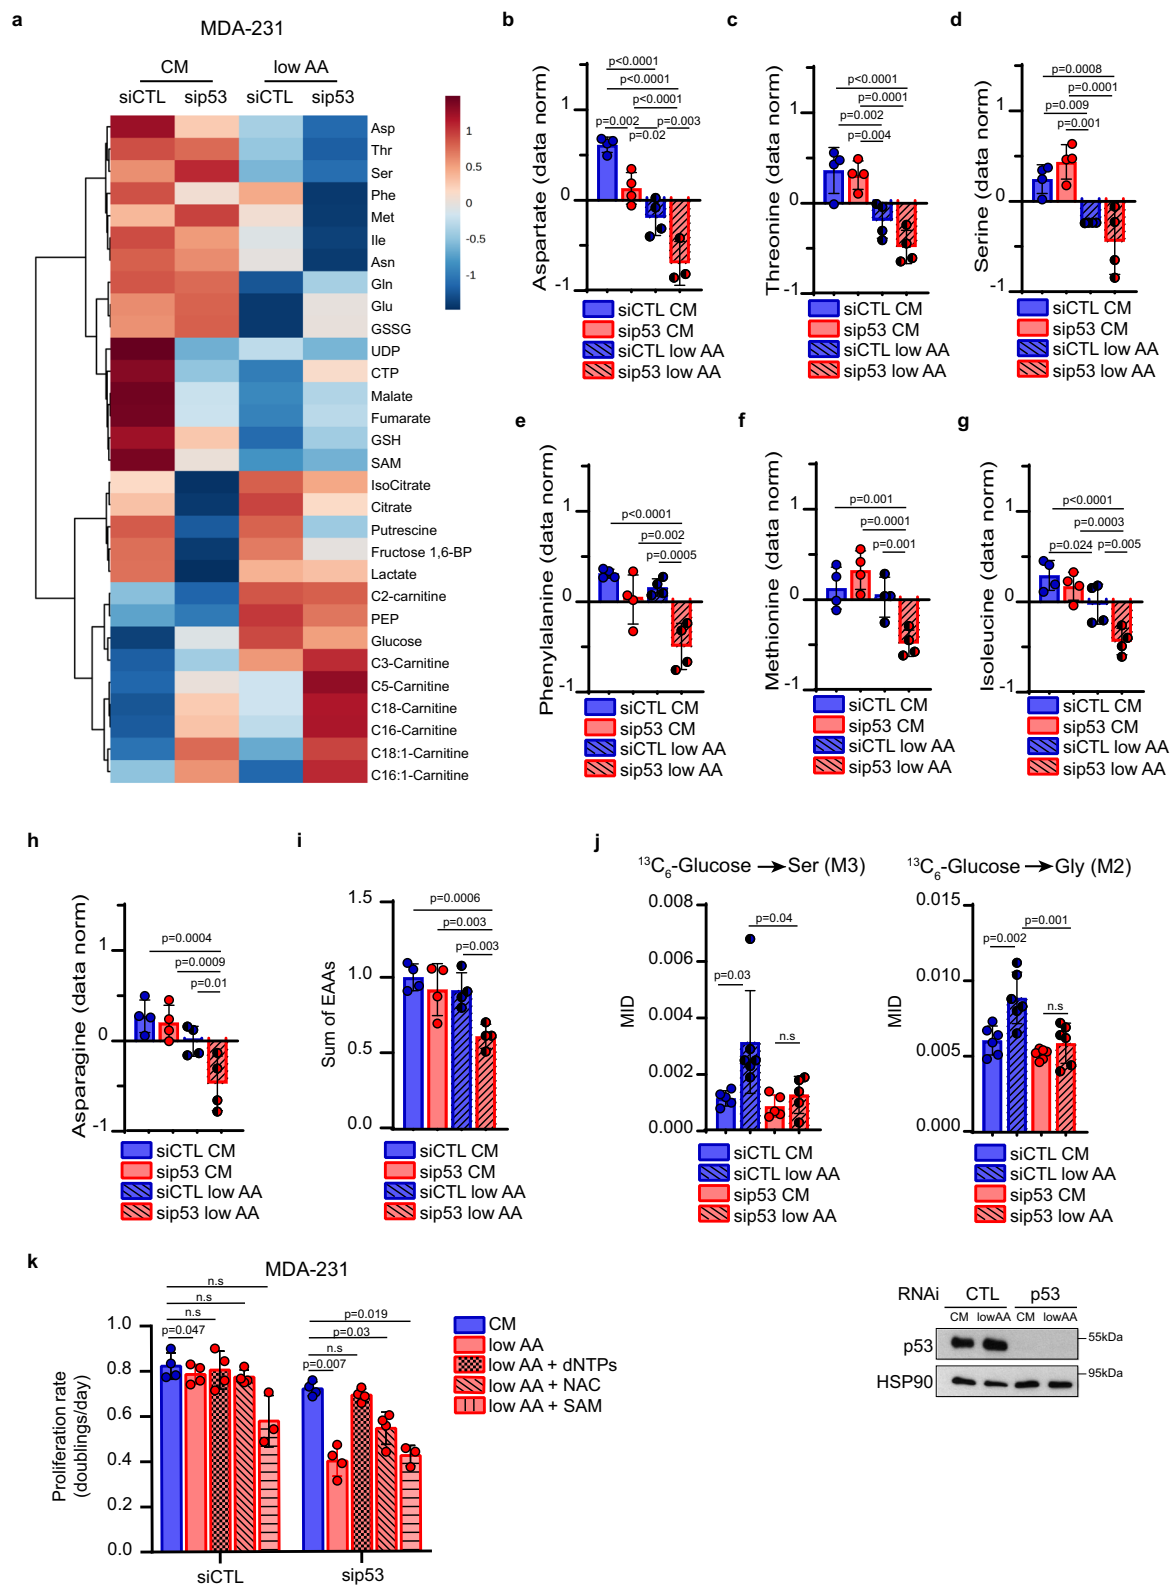 a
MDA-231
CM low AA
siCTL sip53 siCTL sip53
Asp
Thr
Ser
Phe
Met
Ile
Asn
Gln
Glu
GSSG
UDP
CTP
Malate
Fumarate
GSH
SAM
IsoCitrate
Citrate
Putrescine
Fructose 1,6-BP
Lactate
C2-carnitine
PEP
Glucose
C3-Carnitine
C5-Carnitine
C18-Carnitine
C16-Carnitine
C18:1-Carnitine
C16:1-Carnitine
1
0.5
0
-0.5
-1
b
Aspartate (data norm)
1
0
-1
p<0.0001
p<0.0001
p<0.0001
p=0.002
p=0.003
p=0.02
siCTL CM
sip53 CM
siCTL low AA
sip53 low AA
c
Threonine (data norm)
1
0
-1
p<0.0001
p=0.0001
p=0.002
p=0.004
siCTL CM
sip53 CM
siCTL low AA
sip53 low AA
d
Serine (data norm)
1
0
-1
p=0.0008
p=0.0001
p=0.009
p=0.001
siCTL CM
sip53 CM
siCTL low AA
sip53 low AA
e
Phenylalanine (data norm)
1
0
-1
p<0.0001
p=0.002
p=0.0005
siCTL CM
sip53 CM
siCTL low AA
sip53 low AA
f
Methionine (data norm)
1
0
-1
p=0.001
p=0.0001
p=0.001
siCTL CM
sip53 CM
siCTL low AA
sip53 low AA
g
Isoleucine (data norm)
1
0
-1
p<0.0001
p=0.0003
p=0.024 p=0.005
siCTL CM
sip53 CM
siCTL low AA
sip53 low AA
h
Asparagine (data norm)
1
0
-1
p=0.0004
p=0.0009
p=0.01
siCTL CM
sip53 CM
siCTL low AA
sip53 low AA
i
Sum of EAAs
1.5
1.0
0.5
0.0
p=0.0006
p=0.003
p=0.003
siCTL CM
sip53 CM
siCTL low AA
sip53 low AA
j
13C6-Glucose → Ser (M3)
MID
0.008
0.006
0.004
0.002
0.000
p=0.04
p=0.03
n.s
siCTL CM
siCTL low AA
sip53 CM
sip53 low AA
13C6-Glucose → Gly (M2)
MID
0.015
0.010
0.005
0.000
p=0.001
p=0.002
n.s
siCTL CM
siCTL low AA
sip53 CM
sip53 low AA
k
MDA-231
Proliferation rate
(doublings/day)
1.0
0.8
0.6
0.4
0.2
0.0
n.s
n.s
n.s
p=0.047
p=0.019
p=0.03
n.s
p=0.007
siCTL
sip53
CM
low AA
low AA + dNTPs
low AA + NAC
low AA + SAM
RNAi CTL p53
CM lowAA CM lowAA
p53
55kDa
95kDa
HSP90